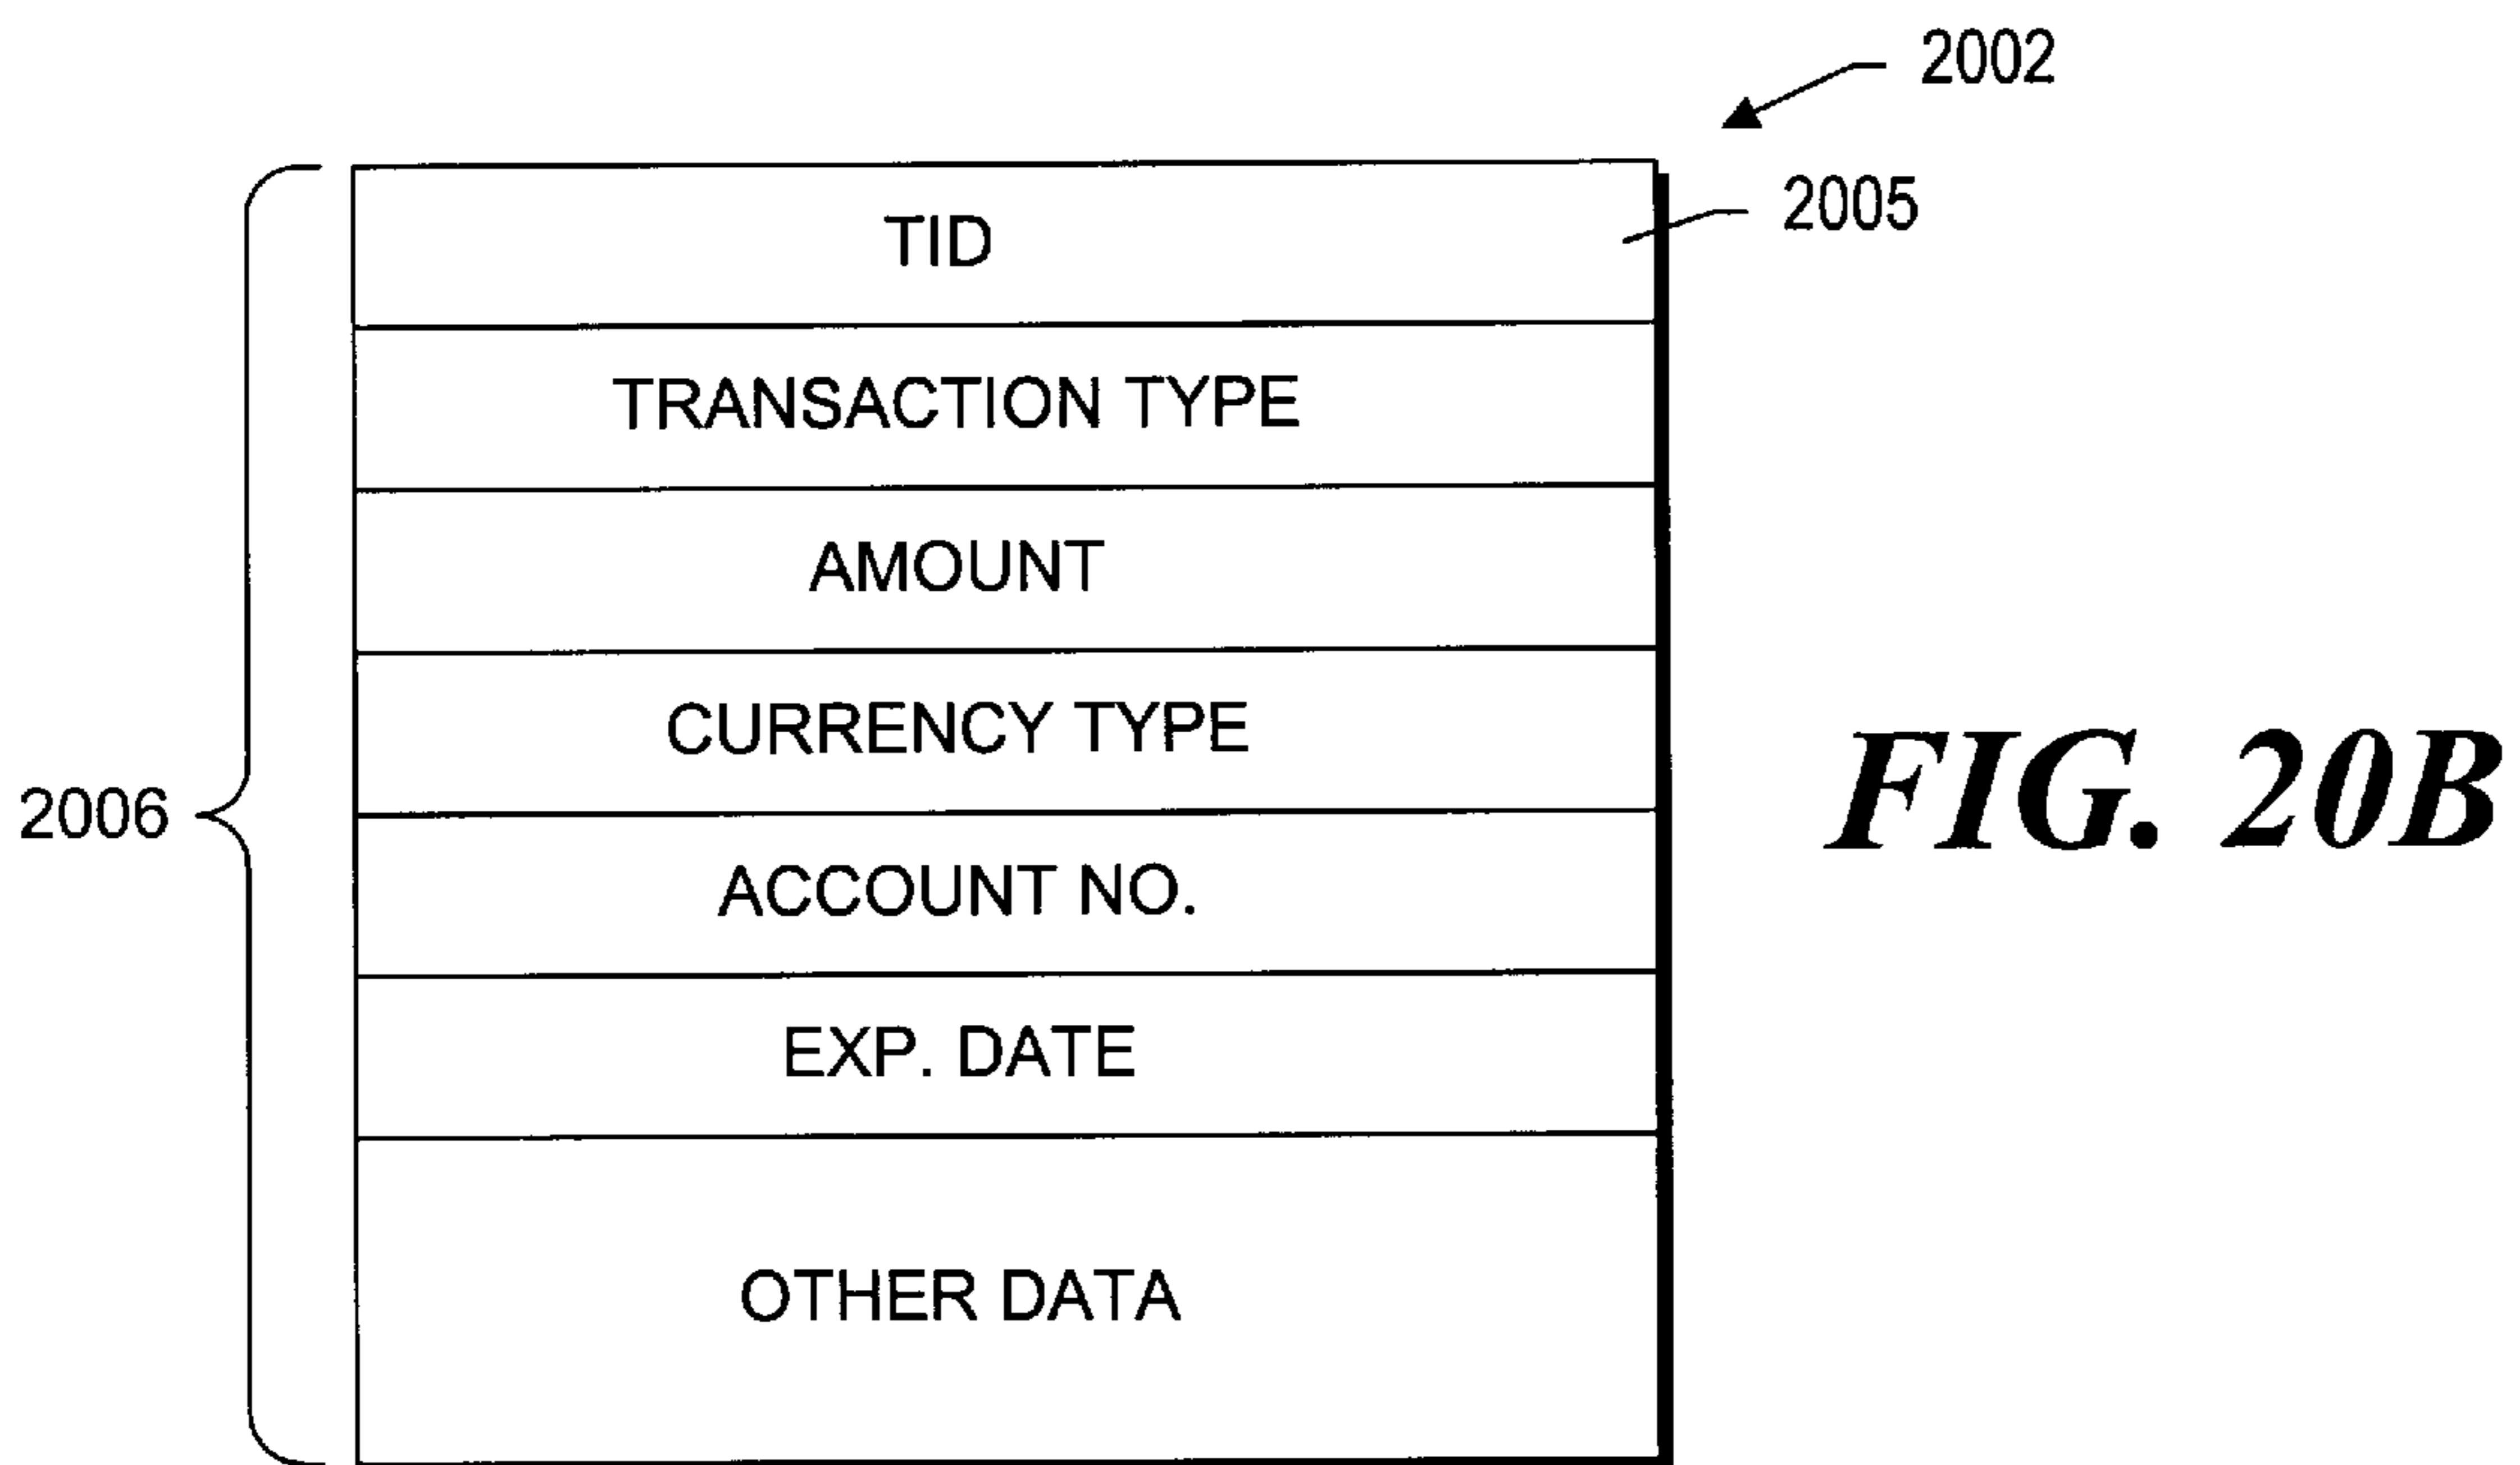 2002
2005
TID
TRANSACTION TYPE
AMOUNT
CURRENCY TYPE
2006
ACCOUNT NO.
EXP. DATE
OTHER DATA
FIG. 20B